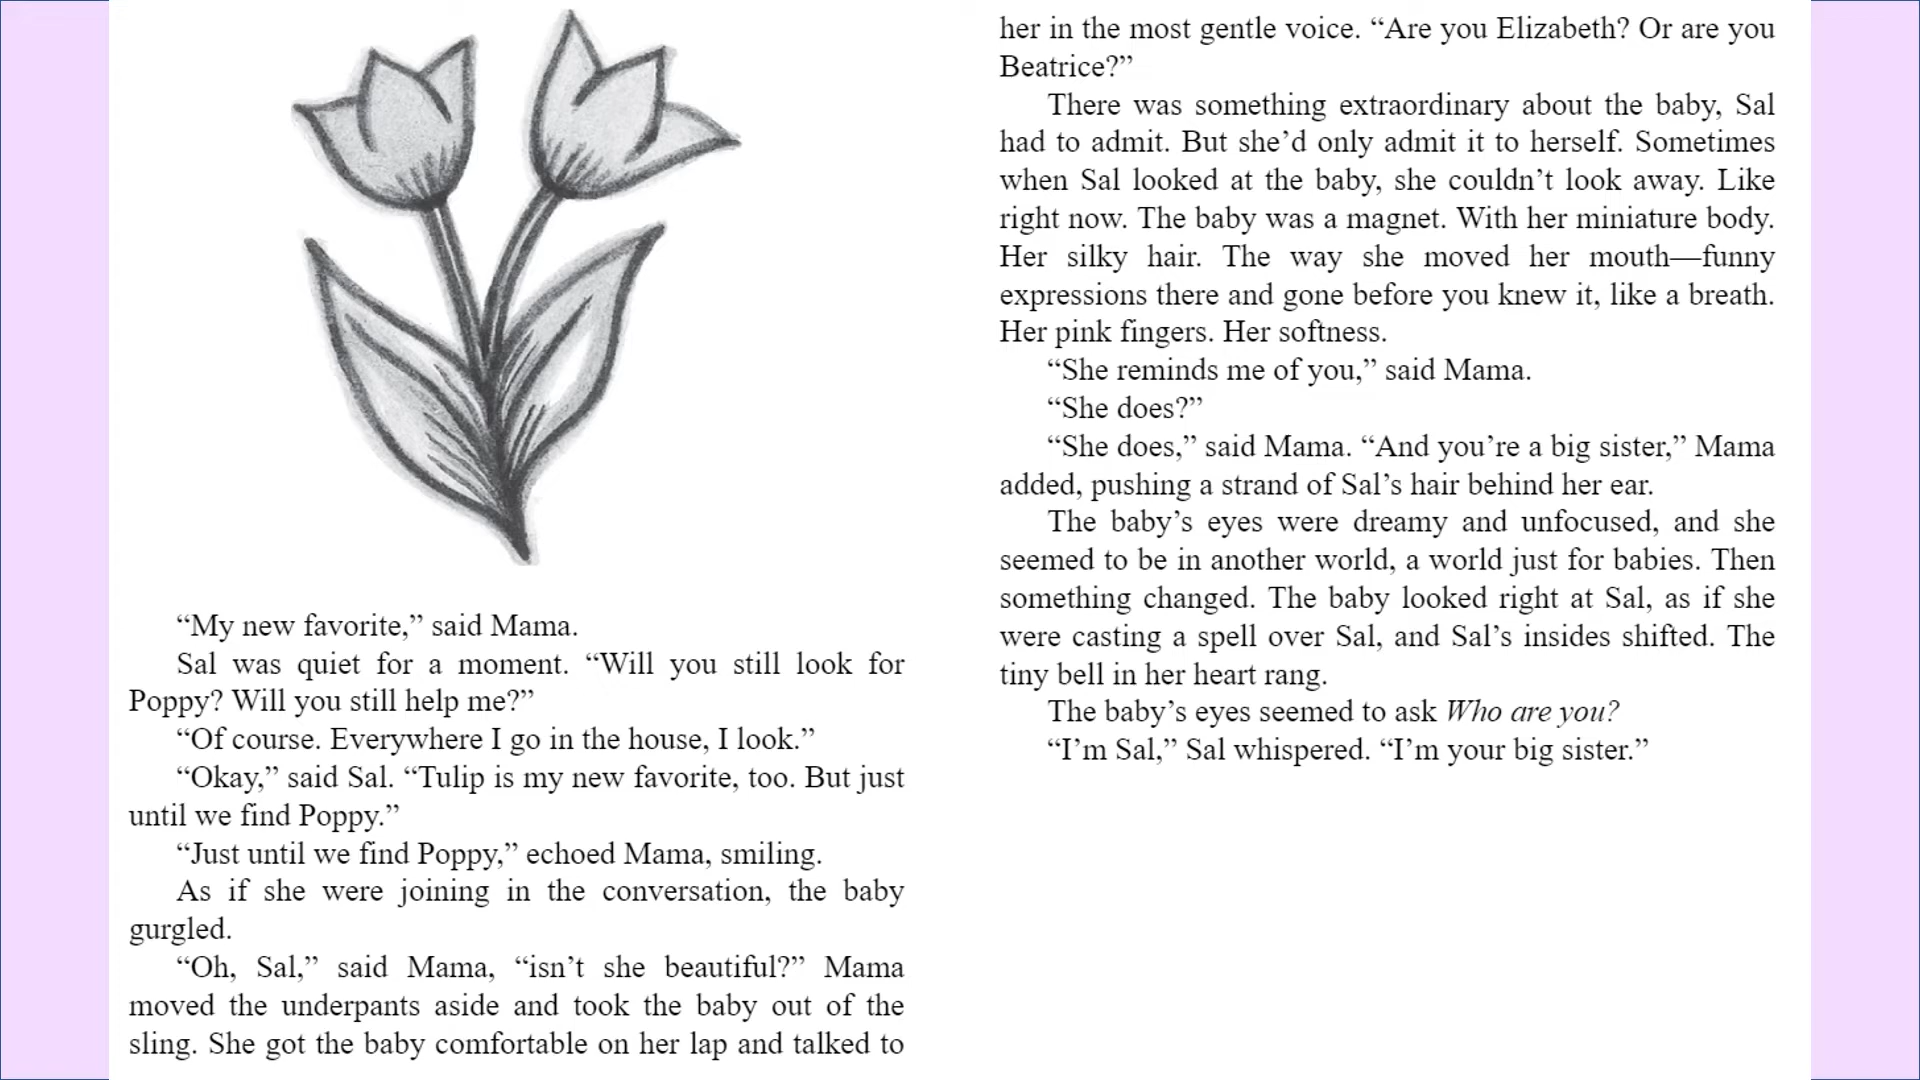 “My new favorite,” said Mama.
Sal was quiet for a moment. “Will you still look for
Poppy? Will you still help me?”
“Of course. Everywhere I go in the house, I look.”
“Okay,” said Sal. “Tulip is my new favorite, too. But just
until we find Poppy.”
“Just until we find Poppy,” echoed Mama, smiling.
As if she were joining in the conversation, the baby
gurgled.
“Oh, Sal,” said Mama, “isn’t she beautiful?” Mama
moved the underpants aside and took the baby out of the
sling. She got the baby comfortable on her lap and talked to
her in the most gentle voice. “Are you Elizabeth? Or are you
Beatrice?”
There was something extraordinary about the baby, Sal
had to admit. But she’d only admit it to herself. Sometimes
when Sal looked at the baby, she couldn’t look away. Like
right now. The baby was a magnet. With her miniature body.
Her silky hair. The way she moved her mouth—funny
expressions there and gone before you knew it, like a breath.
Her pink fingers. Her softness.
“She reminds me of you,” said Mama.
“She does?”
“She does,” said Mama. “And you’re a big sister,” Mama
added, pushing a strand of Sal’s hair behind her ear.
The baby’s eyes were dreamy and unfocused, and she
seemed to be in another world, a world just for babies. Then
something changed. The baby looked right at Sal, as if she
were casting a spell over Sal, and Sal’s insides shifted. The
tiny bell in her heart rang.
The baby’s eyes seemed to ask Who are you?
“I’m Sal,” Sal whispered. “I’m your big sister.”